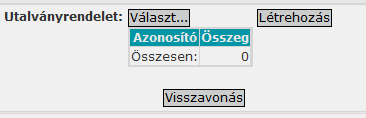 Utalványrendelet: Választ... Létrehozás
Azonosító Összeg
Összesen: 0
Visszavonás